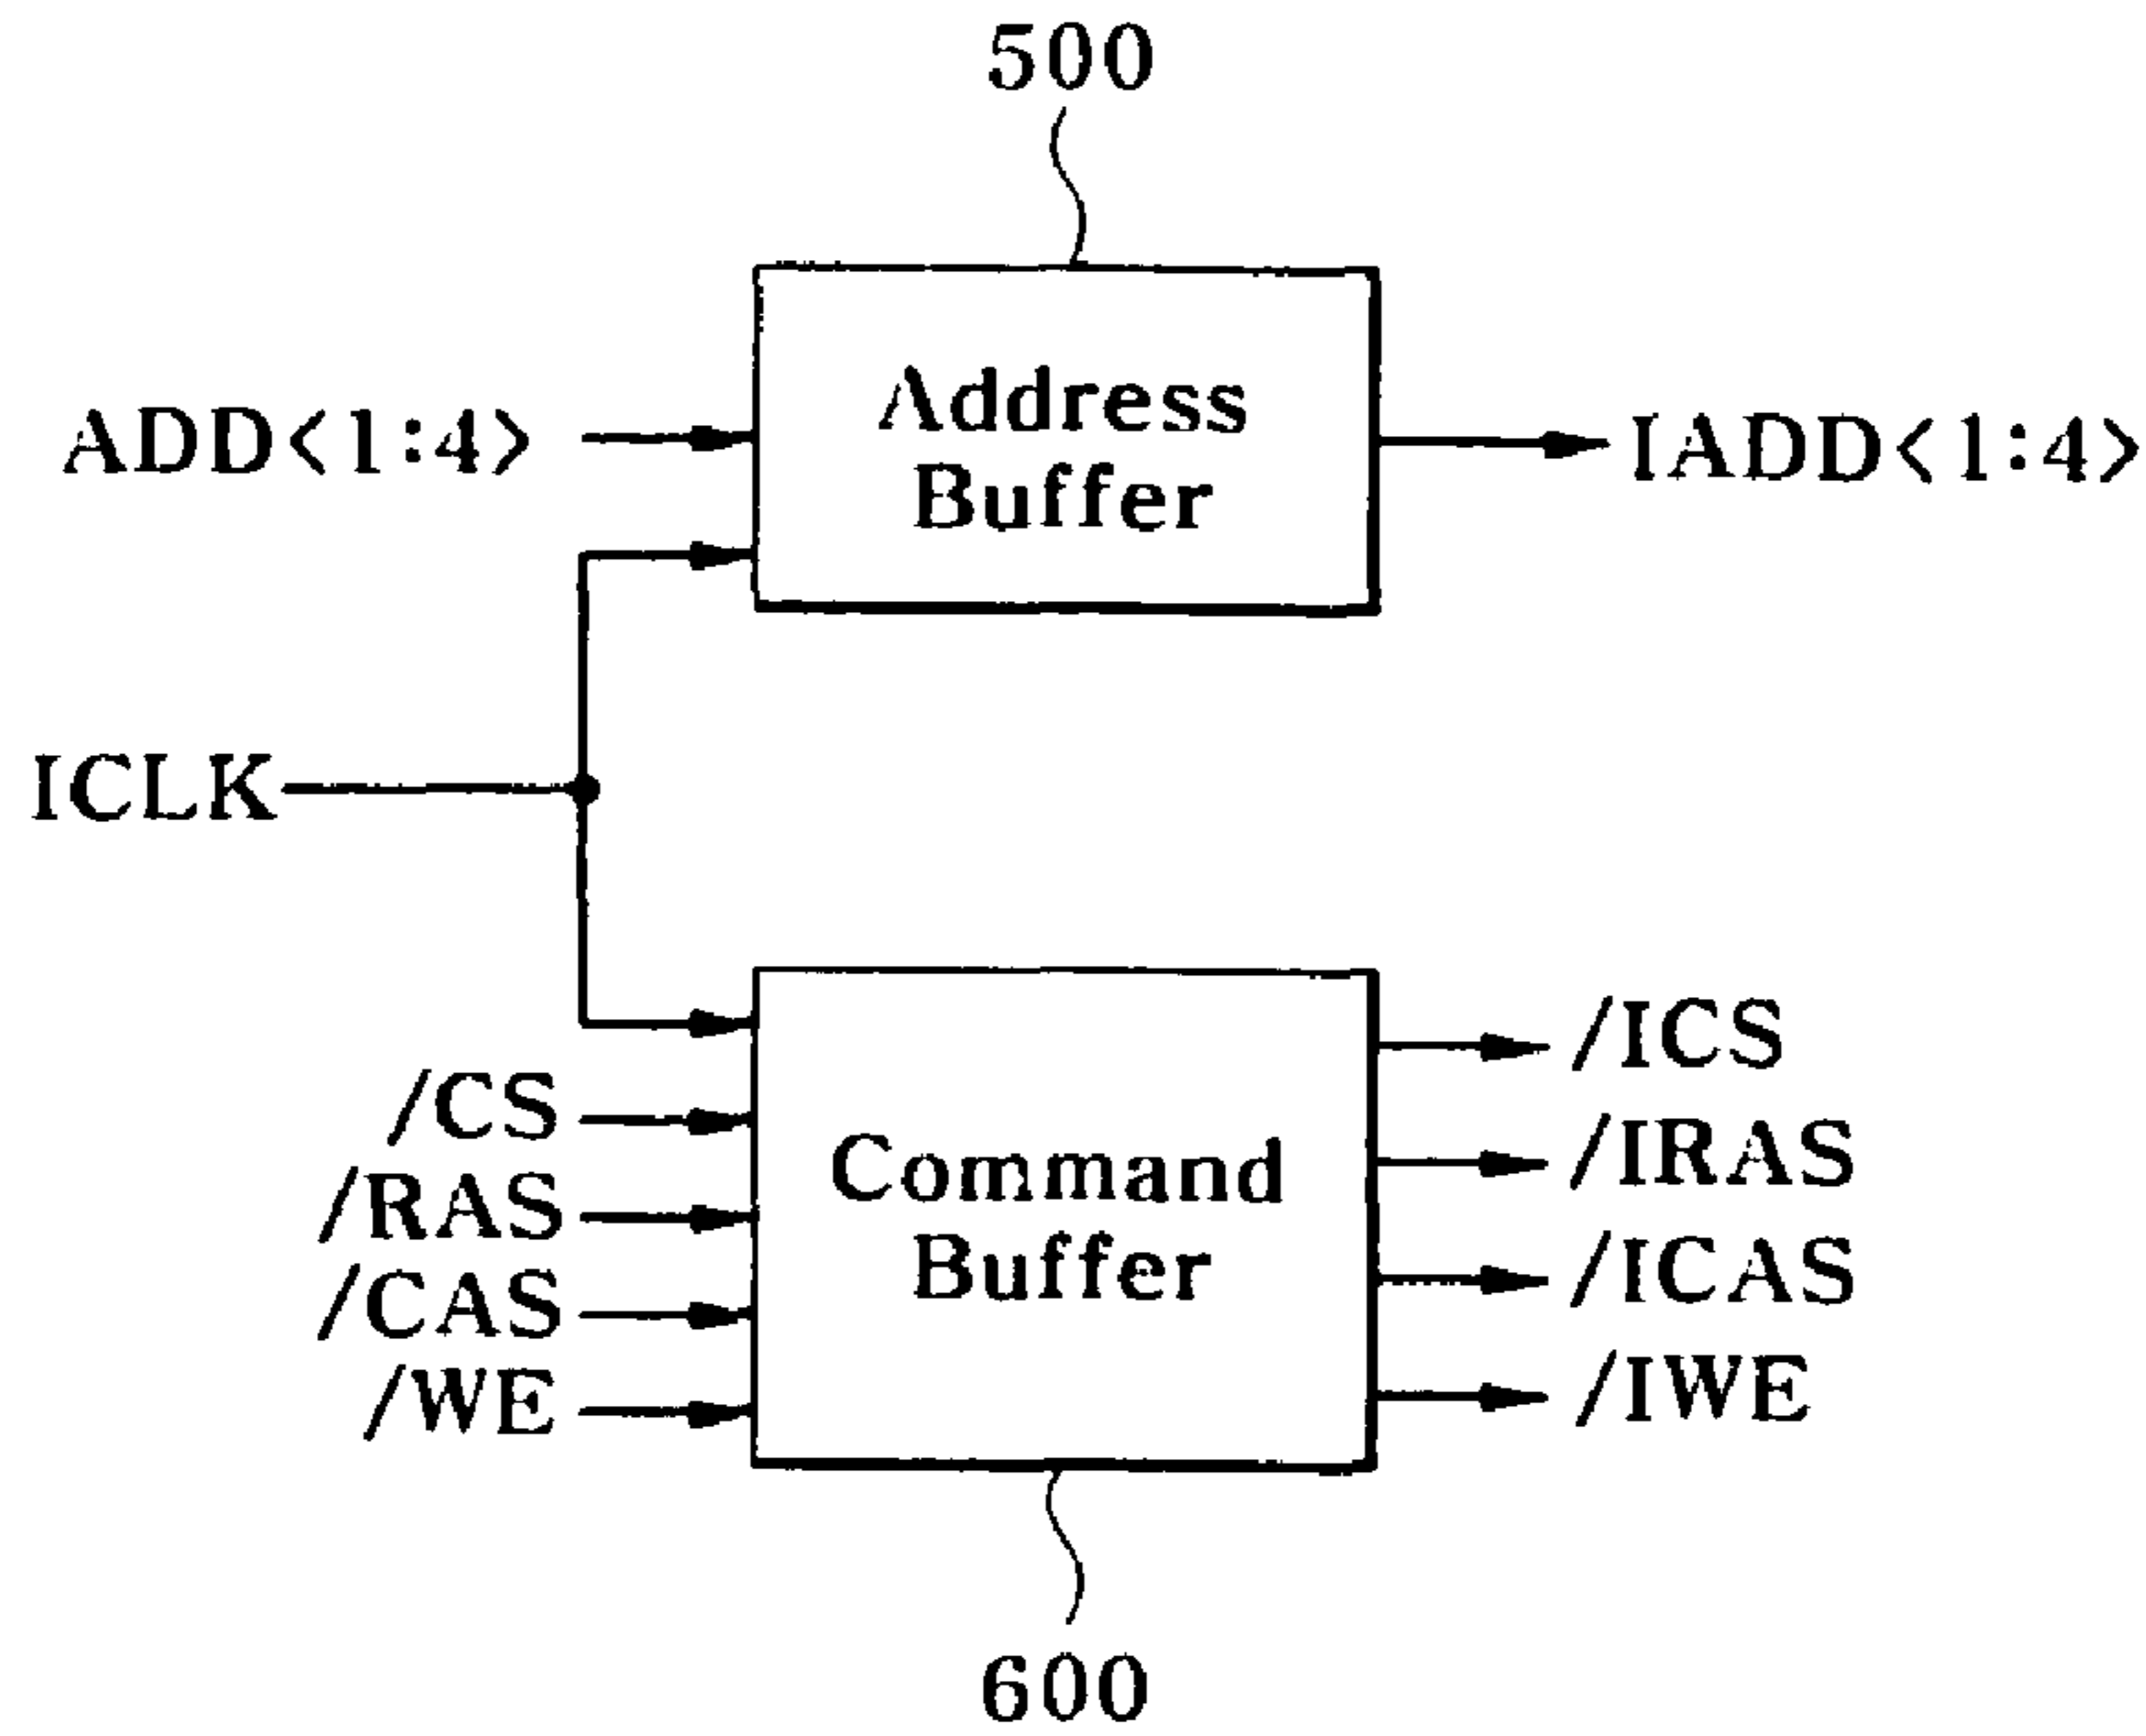 500
Address
Buffer
ADD<1:4>
IADD<1:4>
ICLK
/CS
/RAS
/CAS
/WE
Command
Buffer
/ICS
/IRAS
/ICAS
/IWE
600